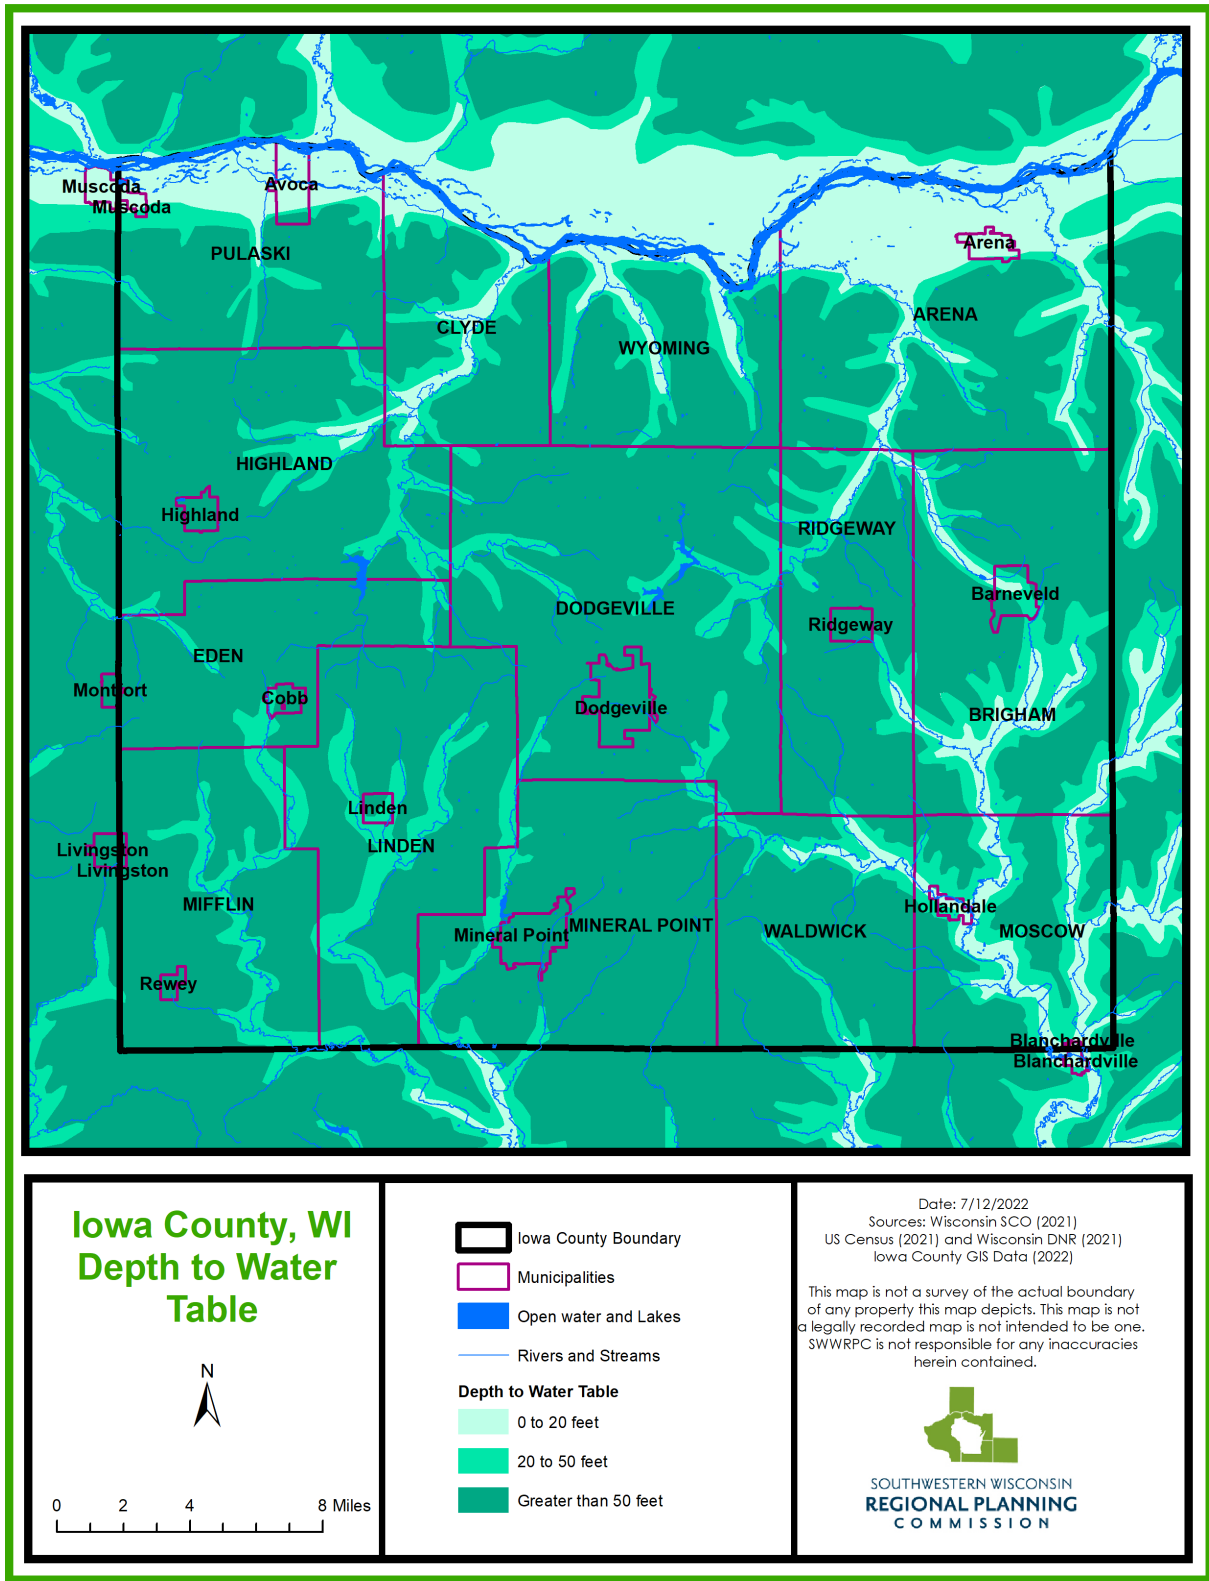 Muscoda
Avoca
Muscoda
Arena
PULASKI
ARENA
CLYDE
WYOMING
HIGHLAND
Highland
RIDGEWAY
Barneveld
DODGEVILLE
Ridgeway
EDEN
Montfort
Cobb
Dodgeville
BRIGHAM
Linden
LINDEN
Livingston
Livingston
MIFFLIN
Hollandale
Mineral Point
MINERAL POINT
WALDWICK
MOSCOW
Rewey
Blanchardville
Blanchardville
Iowa County, WI
Depth to Water
Table
N
0 2 4 8 Miles
Iowa County Boundary
Municipalities
Open water and Lakes
Rivers and Streams
Depth to Water Table
0 to 20 feet
20 to 50 feet
Greater than 50 feet
Date: 7/12/2022
Sources: Wisconsin SCO (2021)
US Census (2021) and Wisconsin DNR (2021)
Iowa County GIS Data (2022)
This map is not a survey of the actual boundary
of any property this map depicts. This map is not
a legally recorded map is not intended to be one.
SWWRPC is not responsible for any inaccuracies
herein contained.
SOUTHWESTERN WISCONSIN
REGIONAL PLANNING
COMMISSION